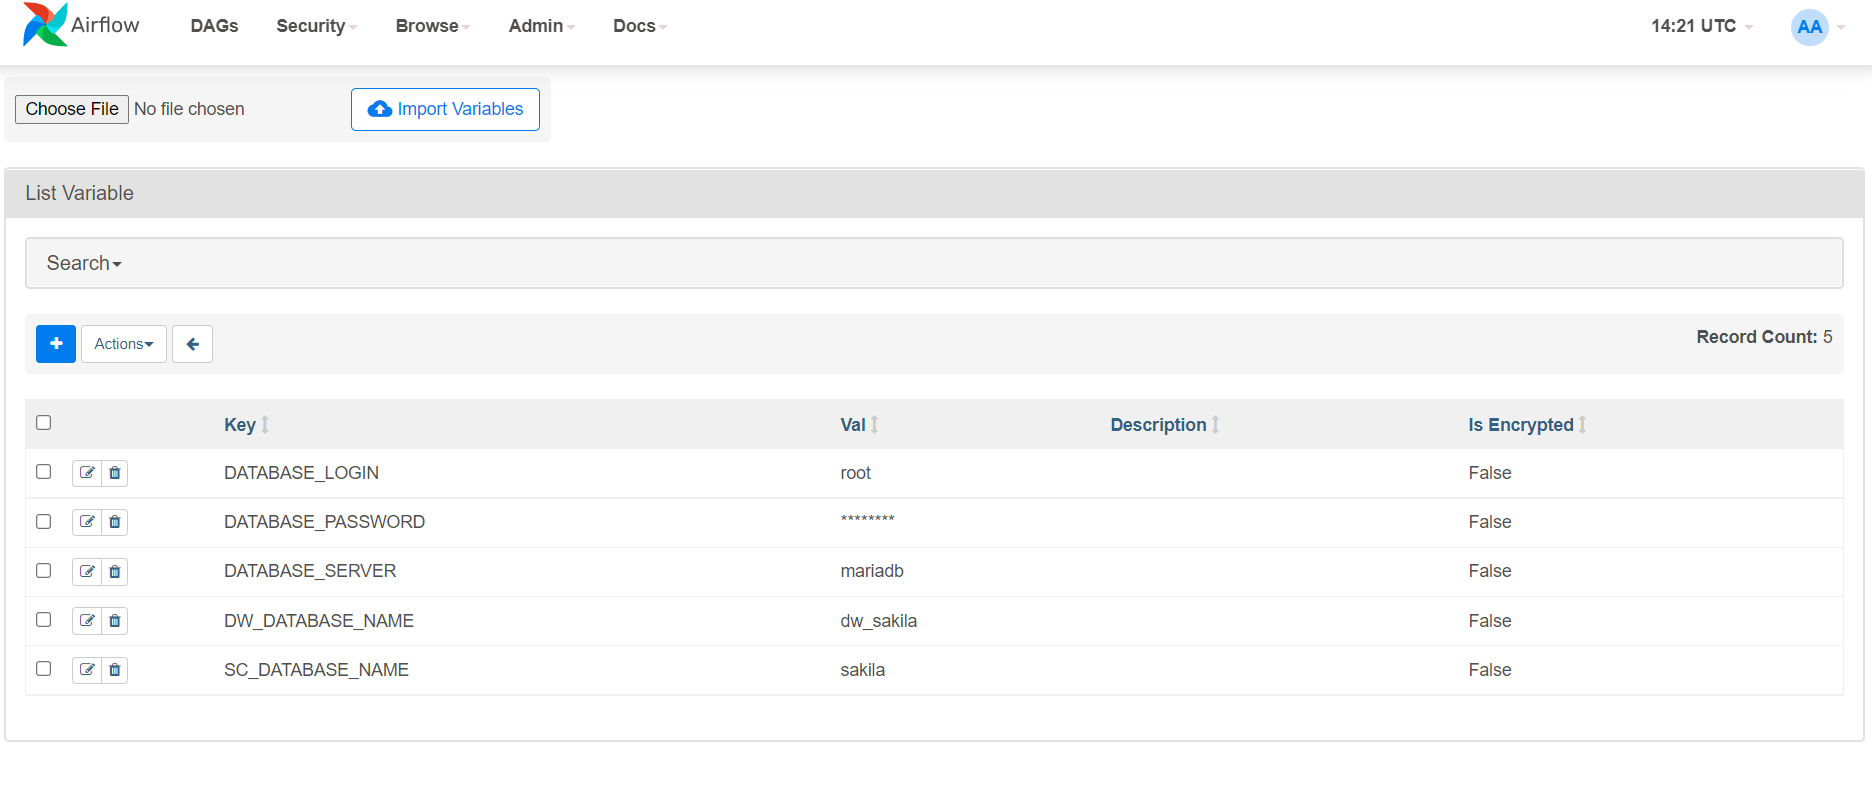 Airflow DAGs Security Browse Admin Docs 14:21 UTC AA
Choose File No file chosen Import Variables
List Variable
Search
+ Actions Record Count: 5
Key Val Description Is Encrypted
DATABASE_LOGIN root False
DATABASE_PASSWORD ******** False
DATABASE_SERVER mariadb False
DW_DATABASE_NAME dw_sakila False
SC_DATABASE_NAME sakila False